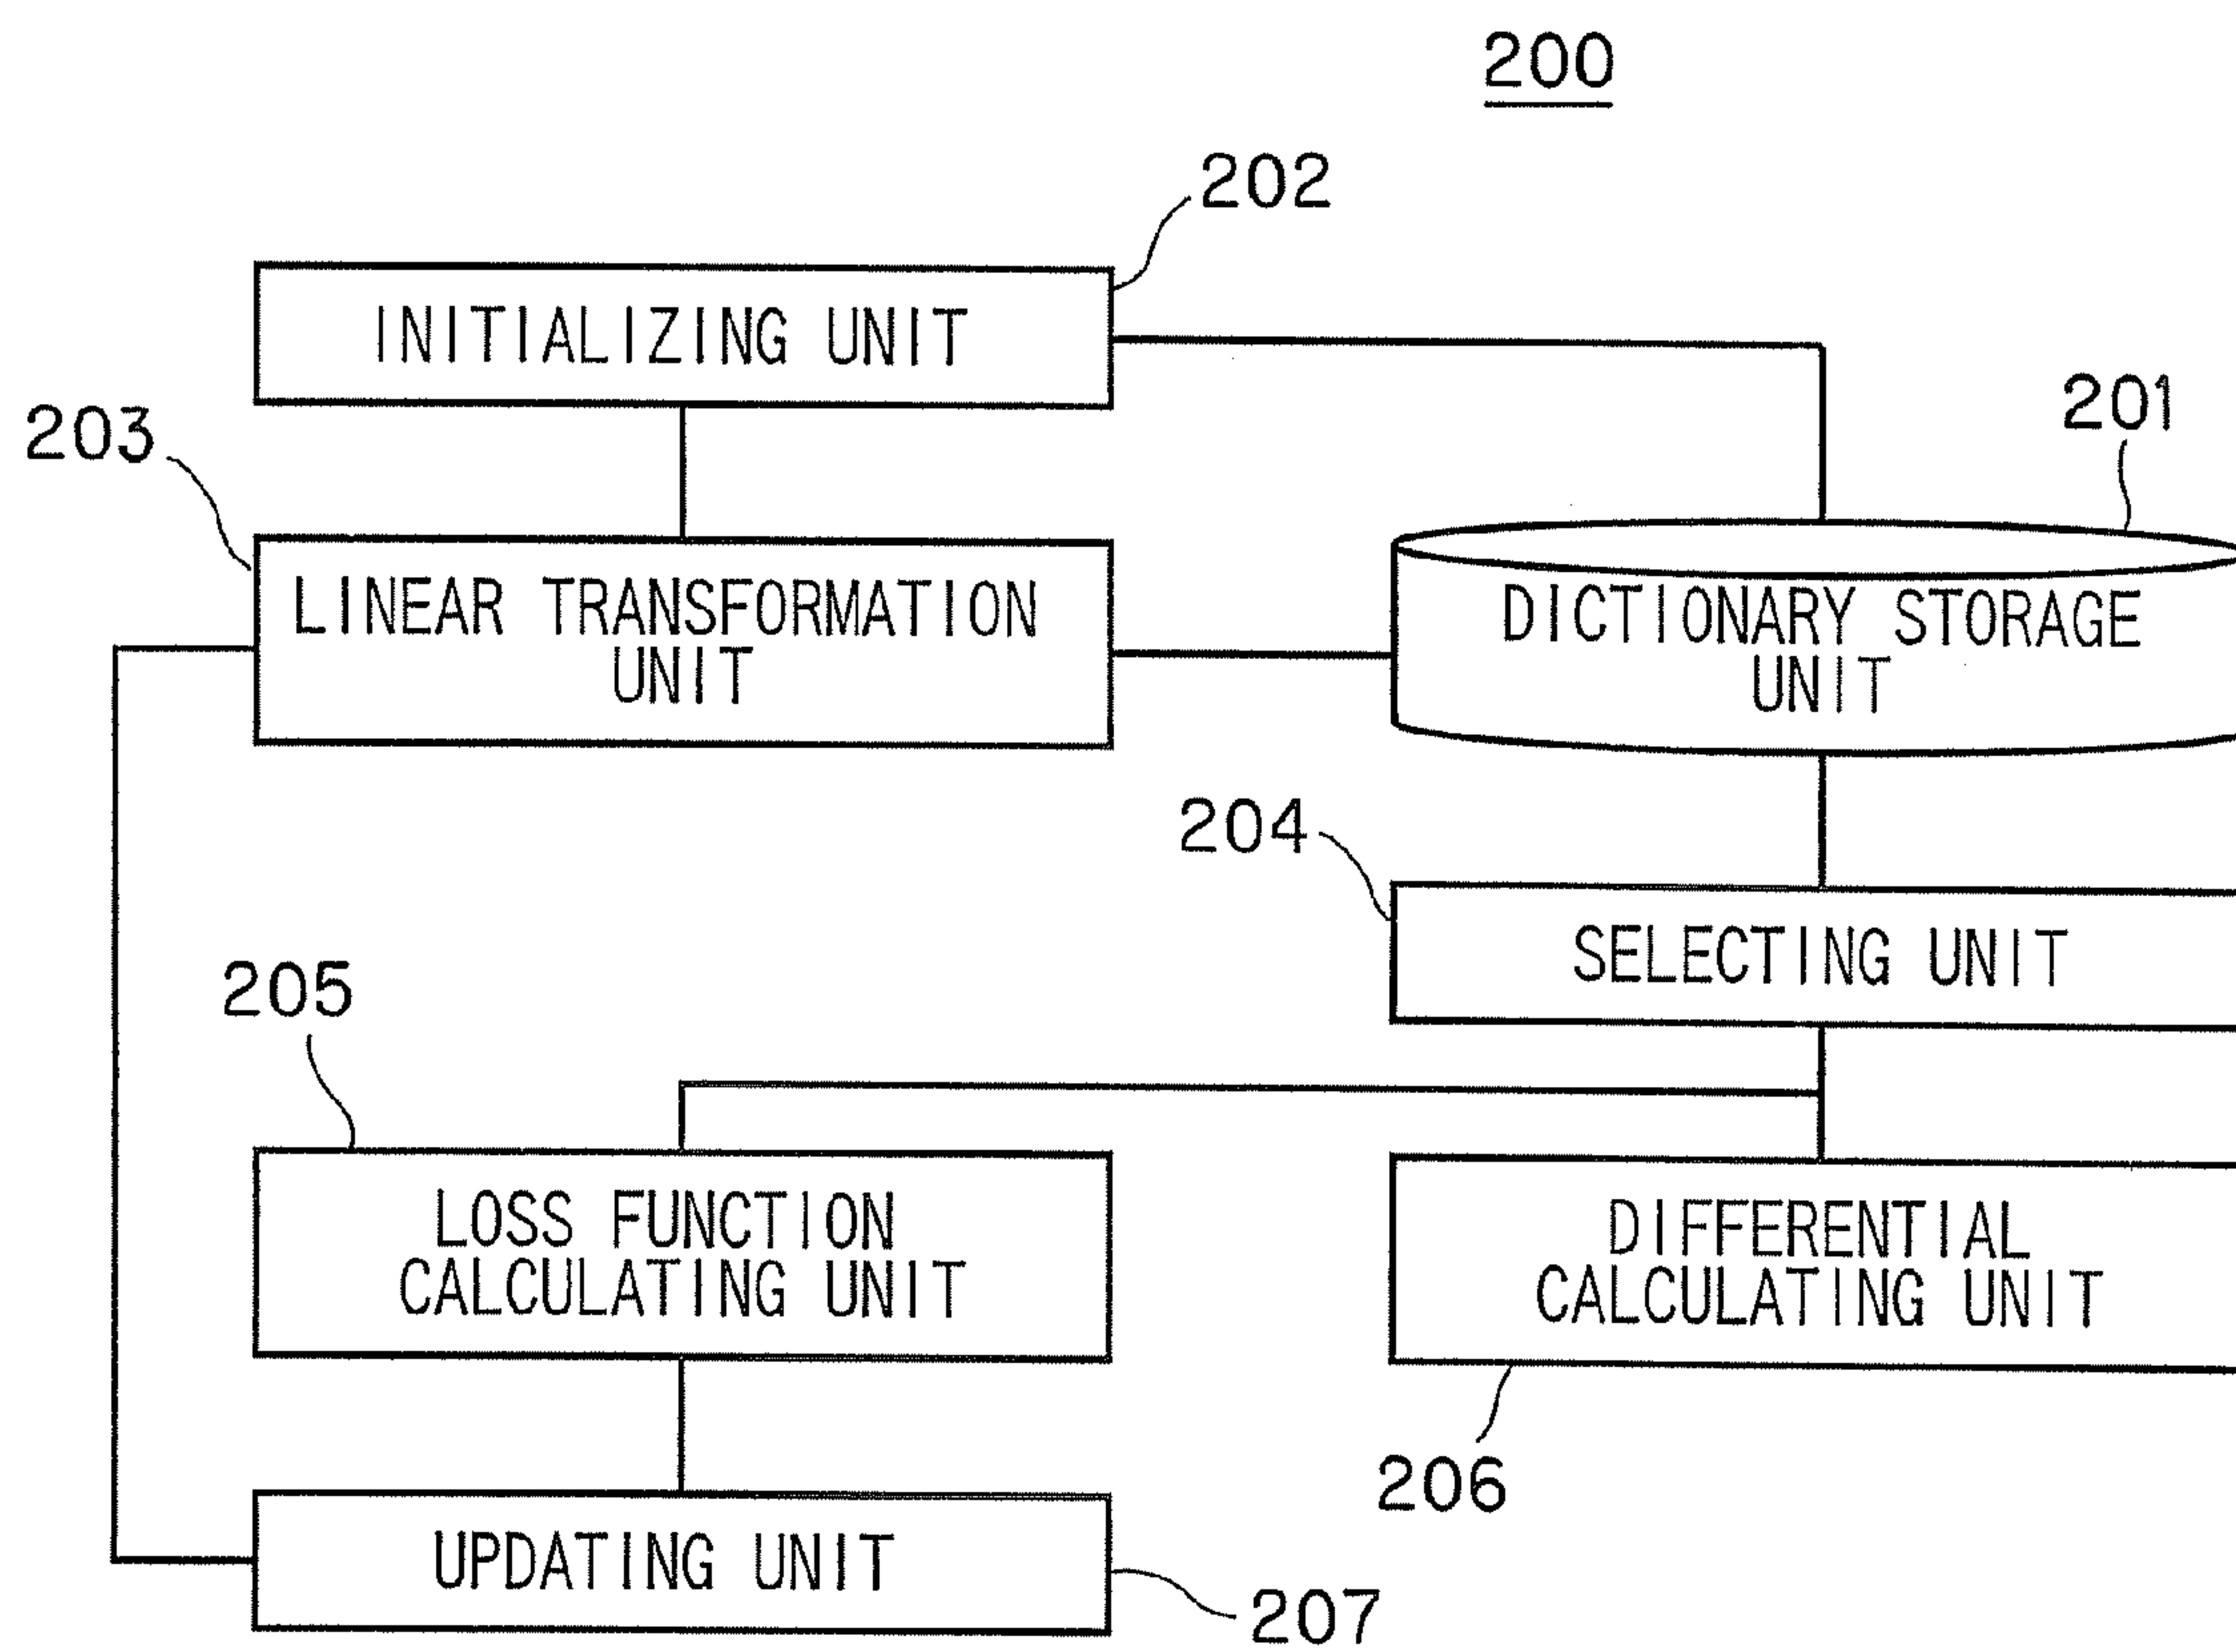 200
202
INITIALIZING UNIT
203
201
LINEAR TRANSFORMATION
UNIT
DICTIONARY STORAGE
UNIT
204
SELECTING UNIT
205
LOSS FUNCTION
CALCULATING UNIT
DIFFERENTIAL
CALCULATING UNIT
206
UPDATING UNIT
207